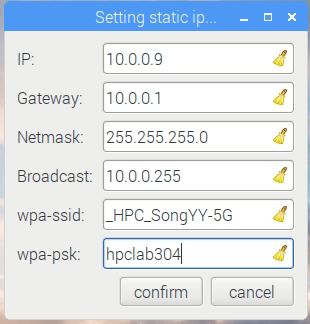 Setting static ip...
IP: 10.0.0.9
Gateway: 10.0.0.1
Netmask: 255.255.255.0
Broadcast: 10.0.0.255
wpa-ssid: _HPC_SongYY-5G
wpa-psk: hpclab304
confirm cancel